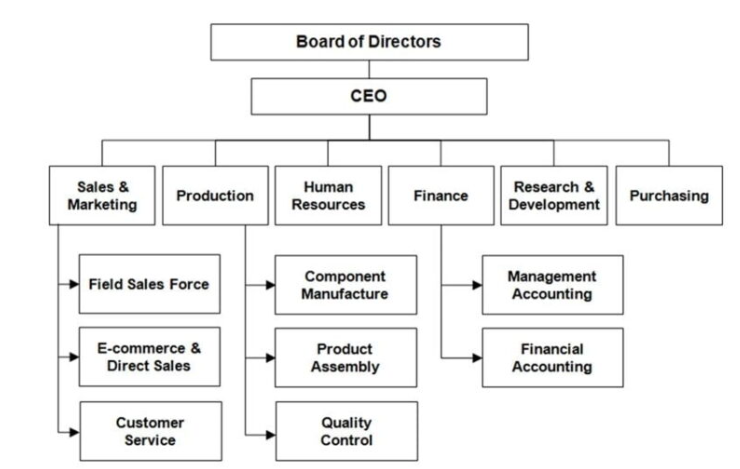 Board of Directors
CEO
Sales &
Marketing
Production
Human
Resources
Finance
Research &
Development
Purchasing
Field Sales Force
Component
Manufacture
Management
Accounting
E-commerce &
Direct Sales
Product
Assembly
Financial
Accounting
Customer
Service
Quality
Control